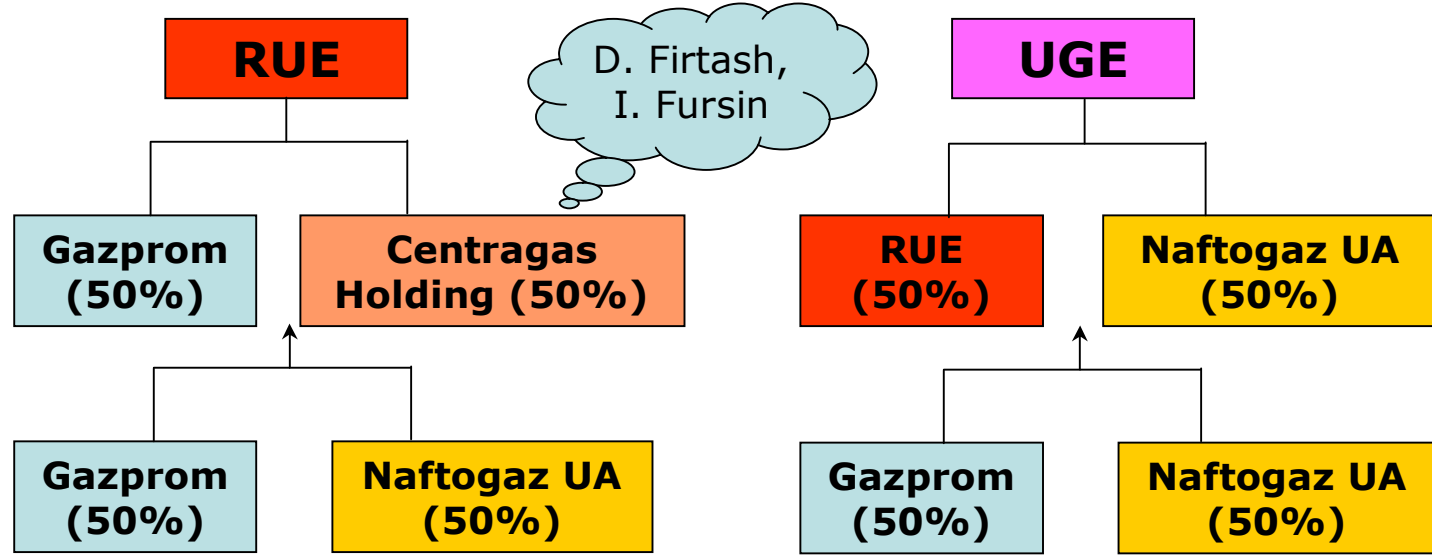 RUE
D. Firtash,
I. Fursin
UGE
Gazprom
(50%)
Centragas
Holding (50%)
RUE
(50%)
Naftogaz UA
(50%)
Gazprom
(50%)
Naftogaz UA
(50%)
Gazprom
(50%)
Naftogaz UA
(50%)